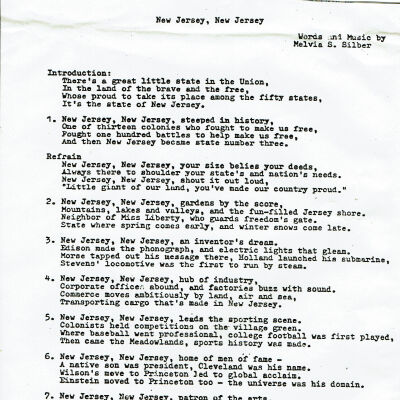 New Jersey, New Jersey
Words and Music by
Melvia S. Silber
Introduction:
There's a great little state in the Union,
In the land of the brave and the free,
Whose proud to take its place among the fifty states,
It's the state of New Jersey.
1. New Jersey, New Jersey, steeped in history,
One of thirteen colonies who fought to make us free,
Fought one hundred battles to help make us free,
And then New Jersey became state number three.
Refrain
New Jersey, New Jersey, your size belies your deeds,
Always there to shoulder your state's and nation's needs.
New Jersey, New Jersey, shout it out loud,
"Little giant of our land, you've made our country proud."
2. New Jersey, New Jersey, gardens by the score,
Mountains, lakes and valleys, and the fun-filled Jersey shore.
Neighbor of Miss Liberty, who guards freedom's gate.
State where spring comes early, and winter snows come late.
3. New Jersey, New Jersey, an inventor's dream.
Edison made the phonograph, and electric lights that gleam.
Morse tapped out his message there, Holland launched his submarine,
Stevens' locomotive was the first to run by steam.
4. New Jersey, New Jersey, hub of industry,
Corporate offices abound, and factories buzz with sound.
Commerce moves ambitiously by land, air and sea,
Transporting cargo that's made in New Jersey.
5. New Jersey, New Jersey, leads the sporting scene.
Colonists held competitions on the village green.
Where baseball went professional, college football was first played,
Then came the Meadowlands, sports history was made.
6. New Jersey, New Jersey, home of men of fame -
A native son was president, Cleveland was his name.
Wilson's move to Princeton led to global acclaim.
Einstein moved to Princeton too - the universe was his domain.
7. New Jersey, New Jersey, patron of the arts